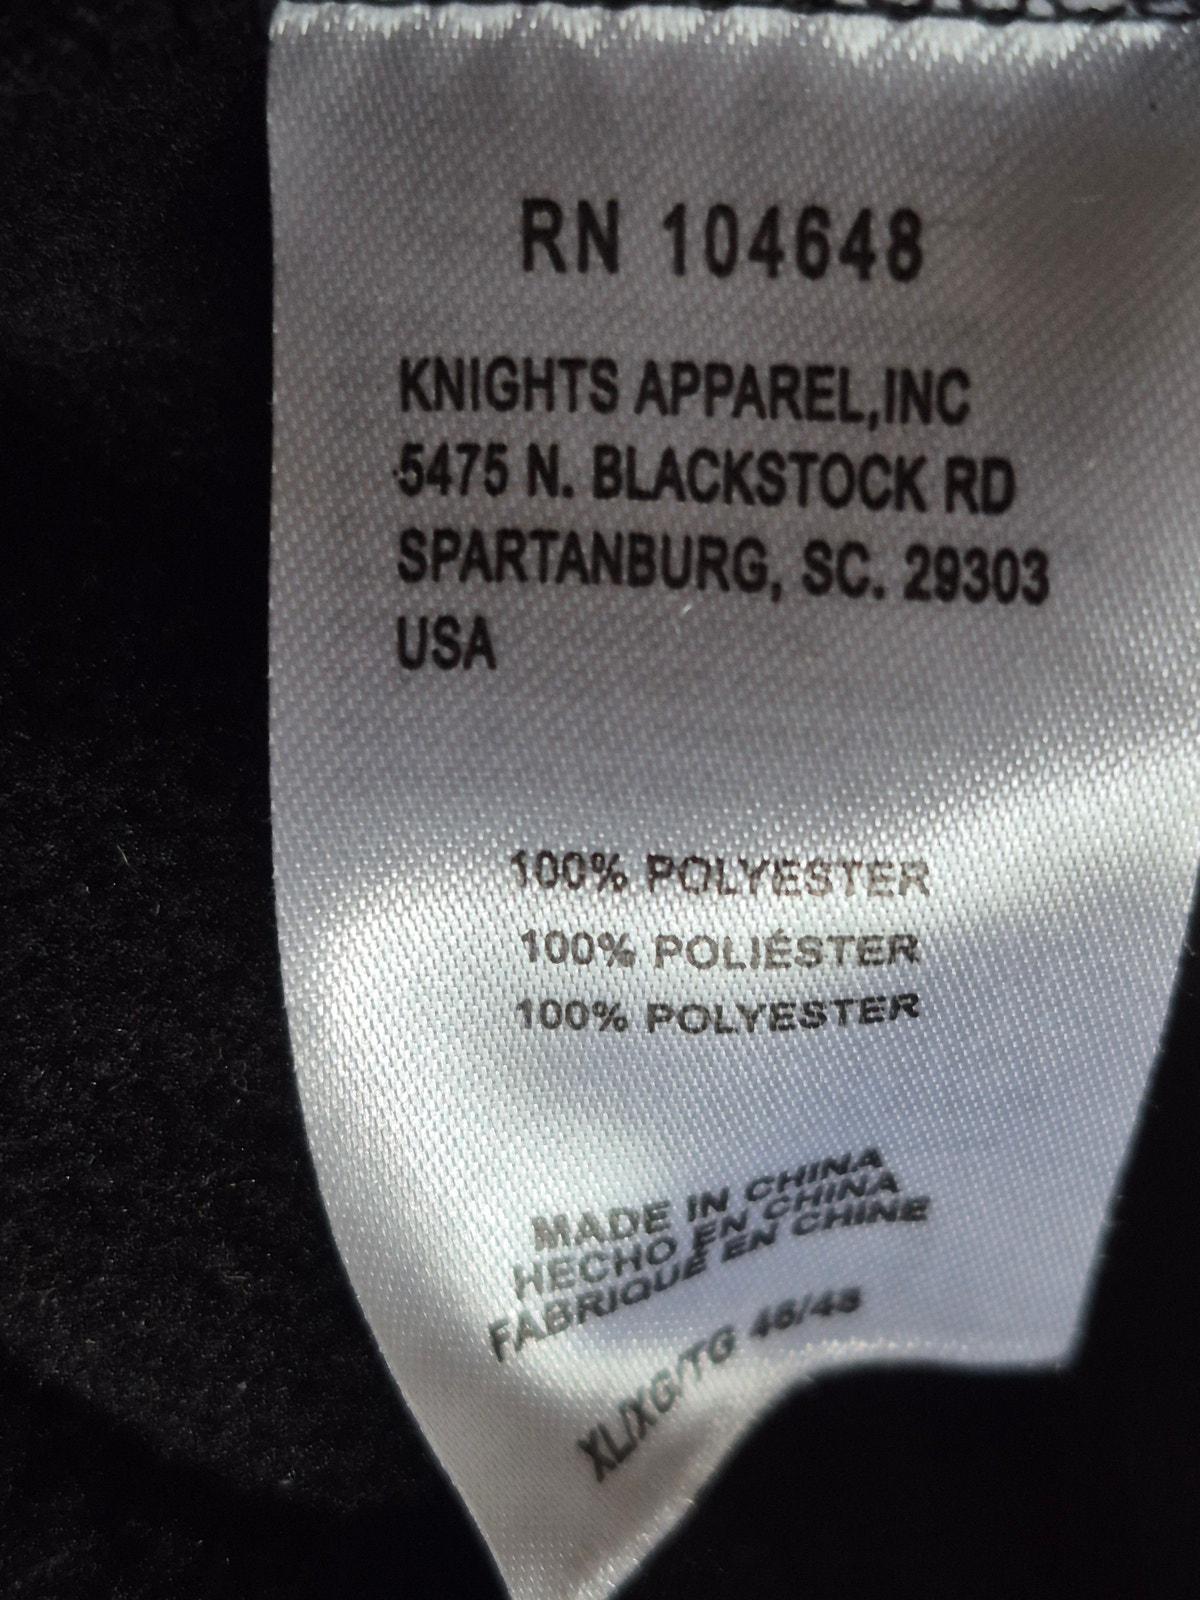 RN 104648
KNIGHTS APPAREL,INC
5475 N. BLACKSTOCK RD
SPARTANBURG, SC. 29303
USA
100% POLYESTER
100% POLIÉSTER
100% POLYESTER
MADE IN CHINA
HECHO EN CHINA
FABRIQUÉ EN CHINE
XL/XG/TG 46/48